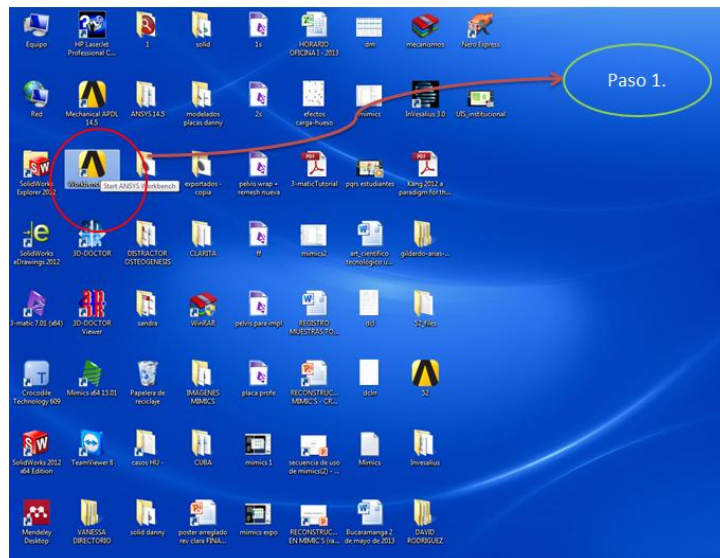 Equipo
HP LaserJet
Professional C...
1
solid
1s
HORARIO
OFICINA I - 2013
dm
mecanismos
Nero Express
Paso 1.
Red
Mechanical APDL
14.5
ANSYS 14.5
modelados
placas danny
2s
efectos
carga-hueso
mimics
InVesalius 3.0
UIS_institucional
SolidWorks
Explorer 2012
Workbench
Start ANSYS Workbench
exportados -
copia
pelvis wrap +
remesh nueva
3-maticTutorial
pqrs estudiantes
Kang 2012 a
paradigm for th...
SolidWorks
eDrawings 2012
3D-DOCTOR
DISTRACTOR
OSTEOGENESIS
CLARITA
ff
mimics2
art_cientifico
tecnológico u...
gildardo-arias-...
3-matic 7.01 (x64)
3D-DOCTOR
Viewer
sandra
WinRAR
pelvis para impl
REGISTRO
MUESTRAS TO...
dcl
52_files
Crocodile
Technology 609
Mimics x64 15.01
Papelera de
reciclaje
IMAGENES
MIMICS
placa profe
RECONSTRUC...
MIMIC'S - CR...
dclrr
52
SolidWorks 2012
x64 Edition
TeamViewer 8
casos HU -
CUBA
mimics 1
secuencia de uso
de mimics(2) - ...
Mimics
Invesalius
Mendeley
Desktop
VANESSA
DIRECTORIO
solid danny
poster arreglado
rev clara FINA...
mimics expo
RECONSTRUC...
EN MIMIC'S (ra...
Bucaramanga 2
de mayo de 2013
DAVID
RODRIGUEZ